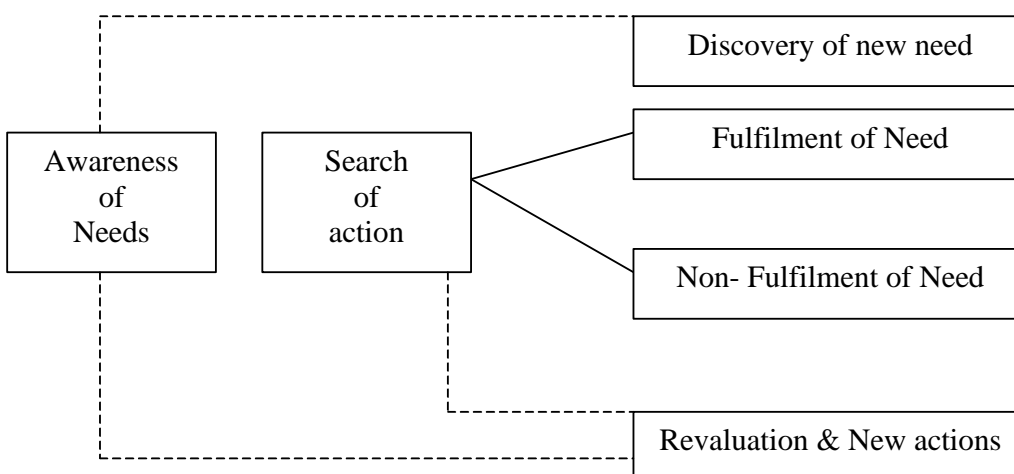 Discovery of new need
Fulfilment of Need
Awareness
of
Needs
Search
of
action
Non- Fulfilment of Need
Revaluation & New actions